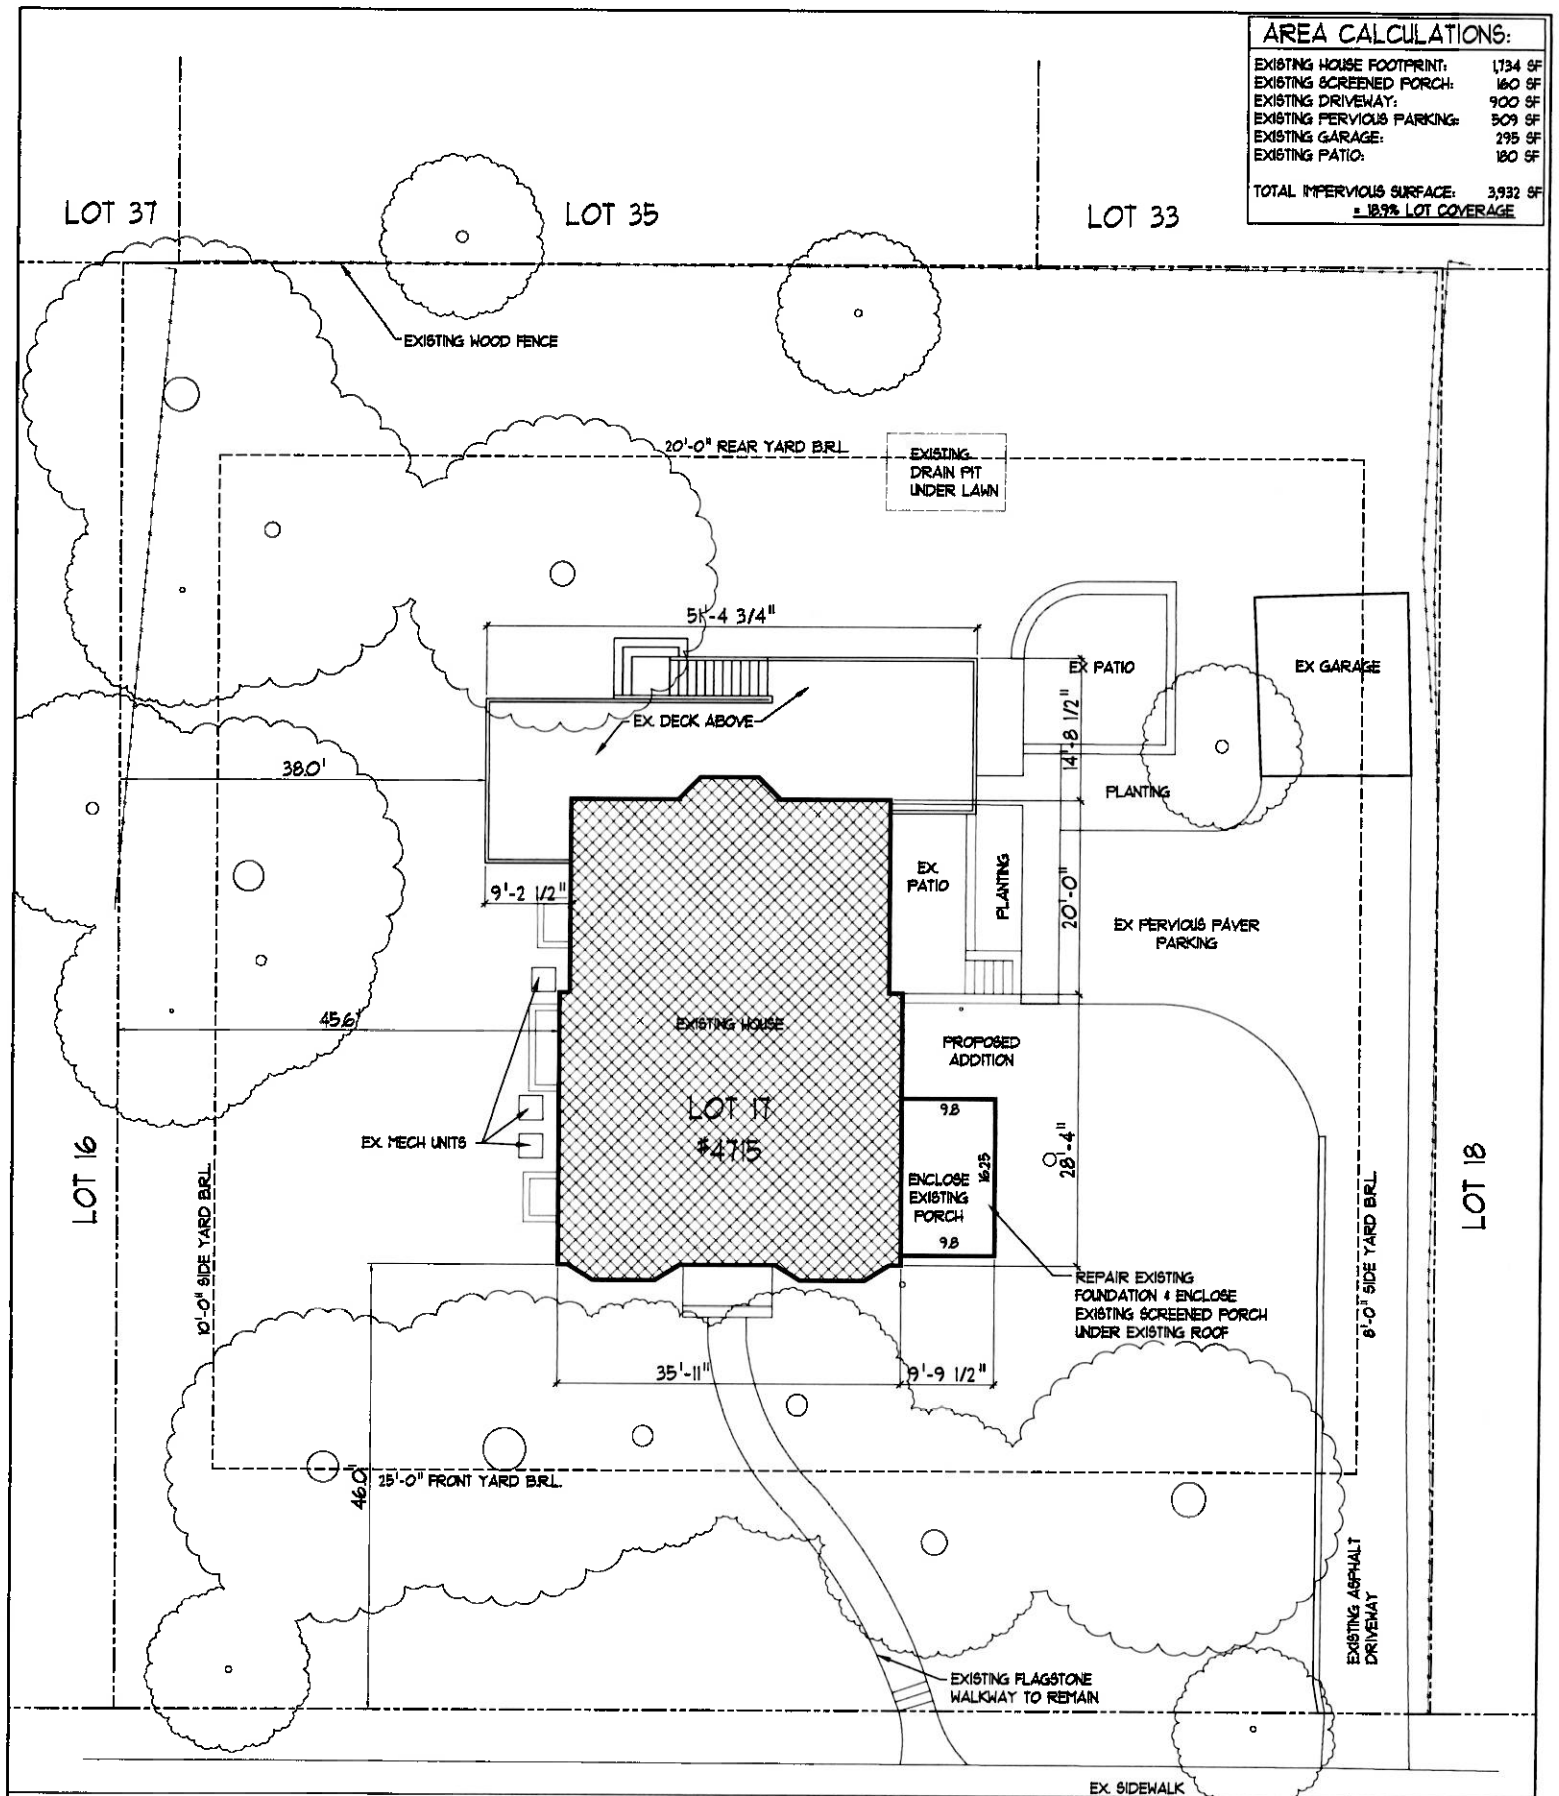 AREA CALCULATIONS:
EXISTING HOUSE FOOTPRINT: 1,734 SF
EXISTING SCREENED PORCH: 160 SF
EXISTING DRIVEWAY: 900 SF
EXISTING PERVIOUS PARKING: 509 SF
EXISTING GARAGE: 295 SF
EXISTING PATIO: 180 SF
TOTAL IMPERVIOUS SURFACE: 3,932 SF
= 18.9% LOT COVERAGE
LOT 37
LOT 35
LOT 33
EXISTING WOOD FENCE
20'-0" REAR YARD B.R.L.
EXISTING
DRAIN PIT
UNDER LAWN
51'-4 3/4"
EX PATIO
EX GARAGE
EX. DECK ABOVE
14'-8 1/2"
38.0'
PLANTING
EX.
PATIO
PLANTING
9'-2 1/2"
20'-0"
EX PERVIOUS PAVER
PARKING
45.6'
EXISTING HOUSE
PROPOSED
ADDITION
LOT 17
#4715
9.8
EX. MECH UNITS
28'-4"
16.25
ENCLOSE
EXISTING
PORCH
9.8
LOT 16
LOT 18
10'-0" SIDE YARD B.R.L.
8'-0" SIDE YARD B.R.L.
REPAIR EXISTING
FOUNDATION & ENCLOSE
EXISTING SCREENED PORCH
UNDER EXISTING ROOF
35'-11"
9'-9 1/2"
46.0'
25'-0" FRONT YARD B.R.L.
EXISTING ASPHALT
DRIVEWAY
EXISTING FLAGSTONE
WALKWAY TO REMAIN
EX. SIDEWALK